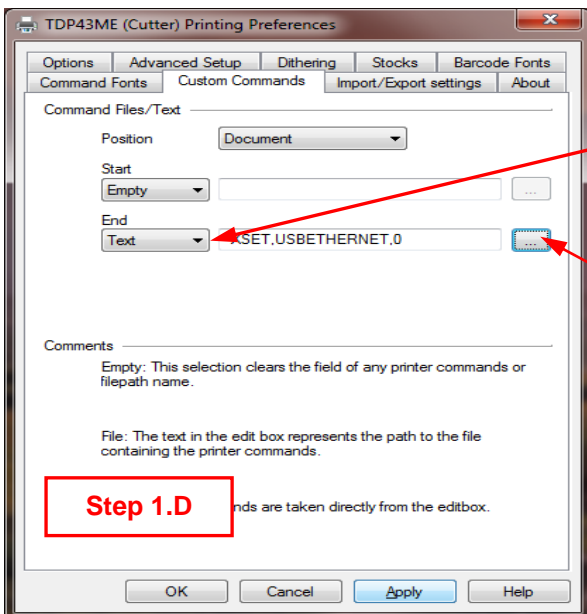 TDP43ME (Cutter) Printing Preferences
Options Advanced Setup Dithering Stocks Barcode Fonts
Command Fonts Custom Commands Import/Export settings About
Command Files/Text
Position Document
Start
Empty ...
End
Text XSET,USBETHERNET,0 ...
Comments
Empty: This selection clears the field of any printer commands or
filepath name.
File: The text in the edit box represents the path to the file
containing the printer commands.
Step 1.D nds are taken directly from the editbox.
OK Cancel Apply Help